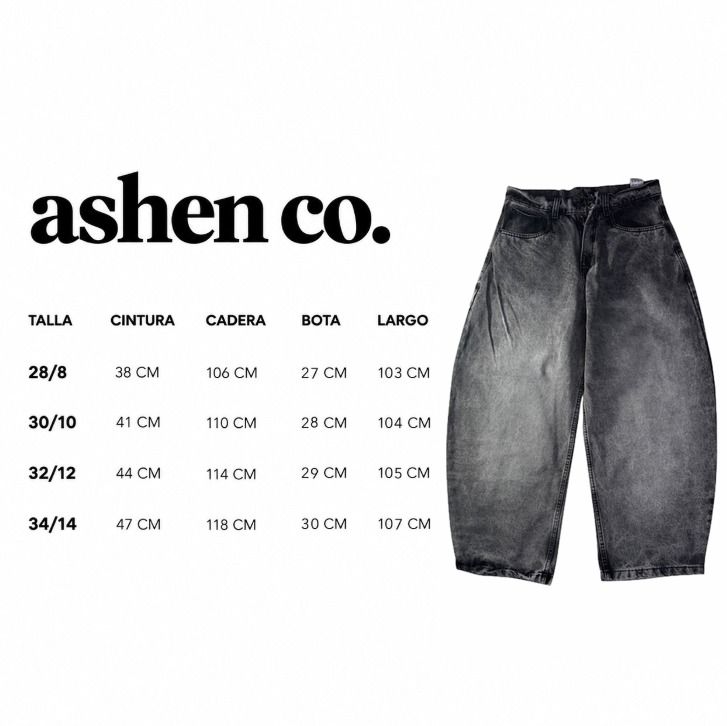 ashen co.
TALLA CINTURA CADERA BOTA LARGO
28/8 38 CM 106 CM 27 CM 103 CM
30/10 41 CM 110 CM 28 CM 104 CM
32/12 44 CM 114 CM 29 CM 105 CM
34/14 47 CM 118 CM 30 CM 107 CM